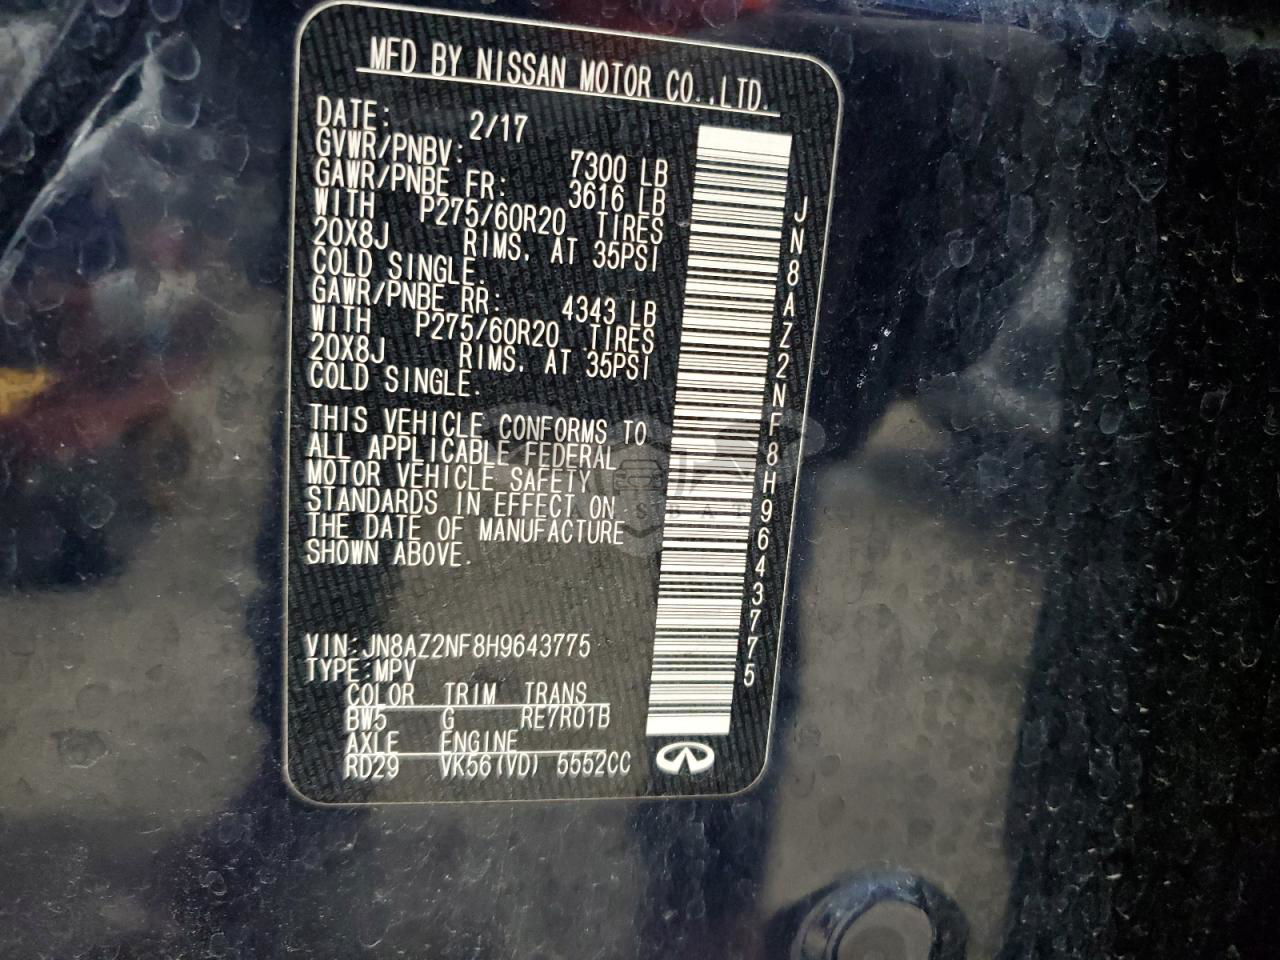 MFD BY NISSAN MOTOR CO.,LTD.
DATE: 2/17
GVWR/PNBV: 7300 LB
GAWR/PNBE FR: 3616 LB
WITH P275/60R20 TIRES
20X8J RIMS. AT 35PSI
COLD SINGLE.
GAWR/PNBE RR: 4343 LB
WITH P275/60R20 TIRES
20X8J RIMS. AT 35PSI
COLD SINGLE.
THIS VEHICLE CONFORMS TO
ALL APPLICABLE FEDERAL
MOTOR VEHICLE SAFETY
STANDARDS IN EFFECT ON
THE DATE OF MANUFACTURE
SHOWN ABOVE.
VIN:JN8AZ2NF8H9643775
TYPE:MPV
COLOR TRIM TRANS
BW5 G RE7R01B
AXLE ENGINE
RD29 VK56(VD) 5552CC
JN8AZ2NF8H9643775